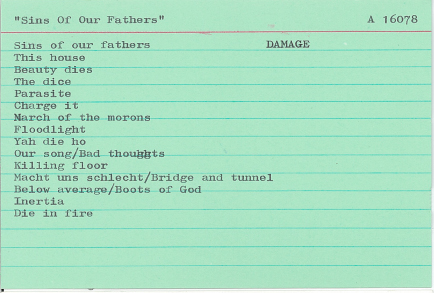 "Sins Of Our Fathers" A 16078
Sins of our fathers DAMAGE
This house
Beauty dies
The dice
Parasite
Charge it
March of the morons
Floodlight
Yah die ho
Our song/Bad thoughts
Killing floor
Macht uns schlecht/Bridge and tunnel
Below average/Boots of God
Inertia
Die in fire